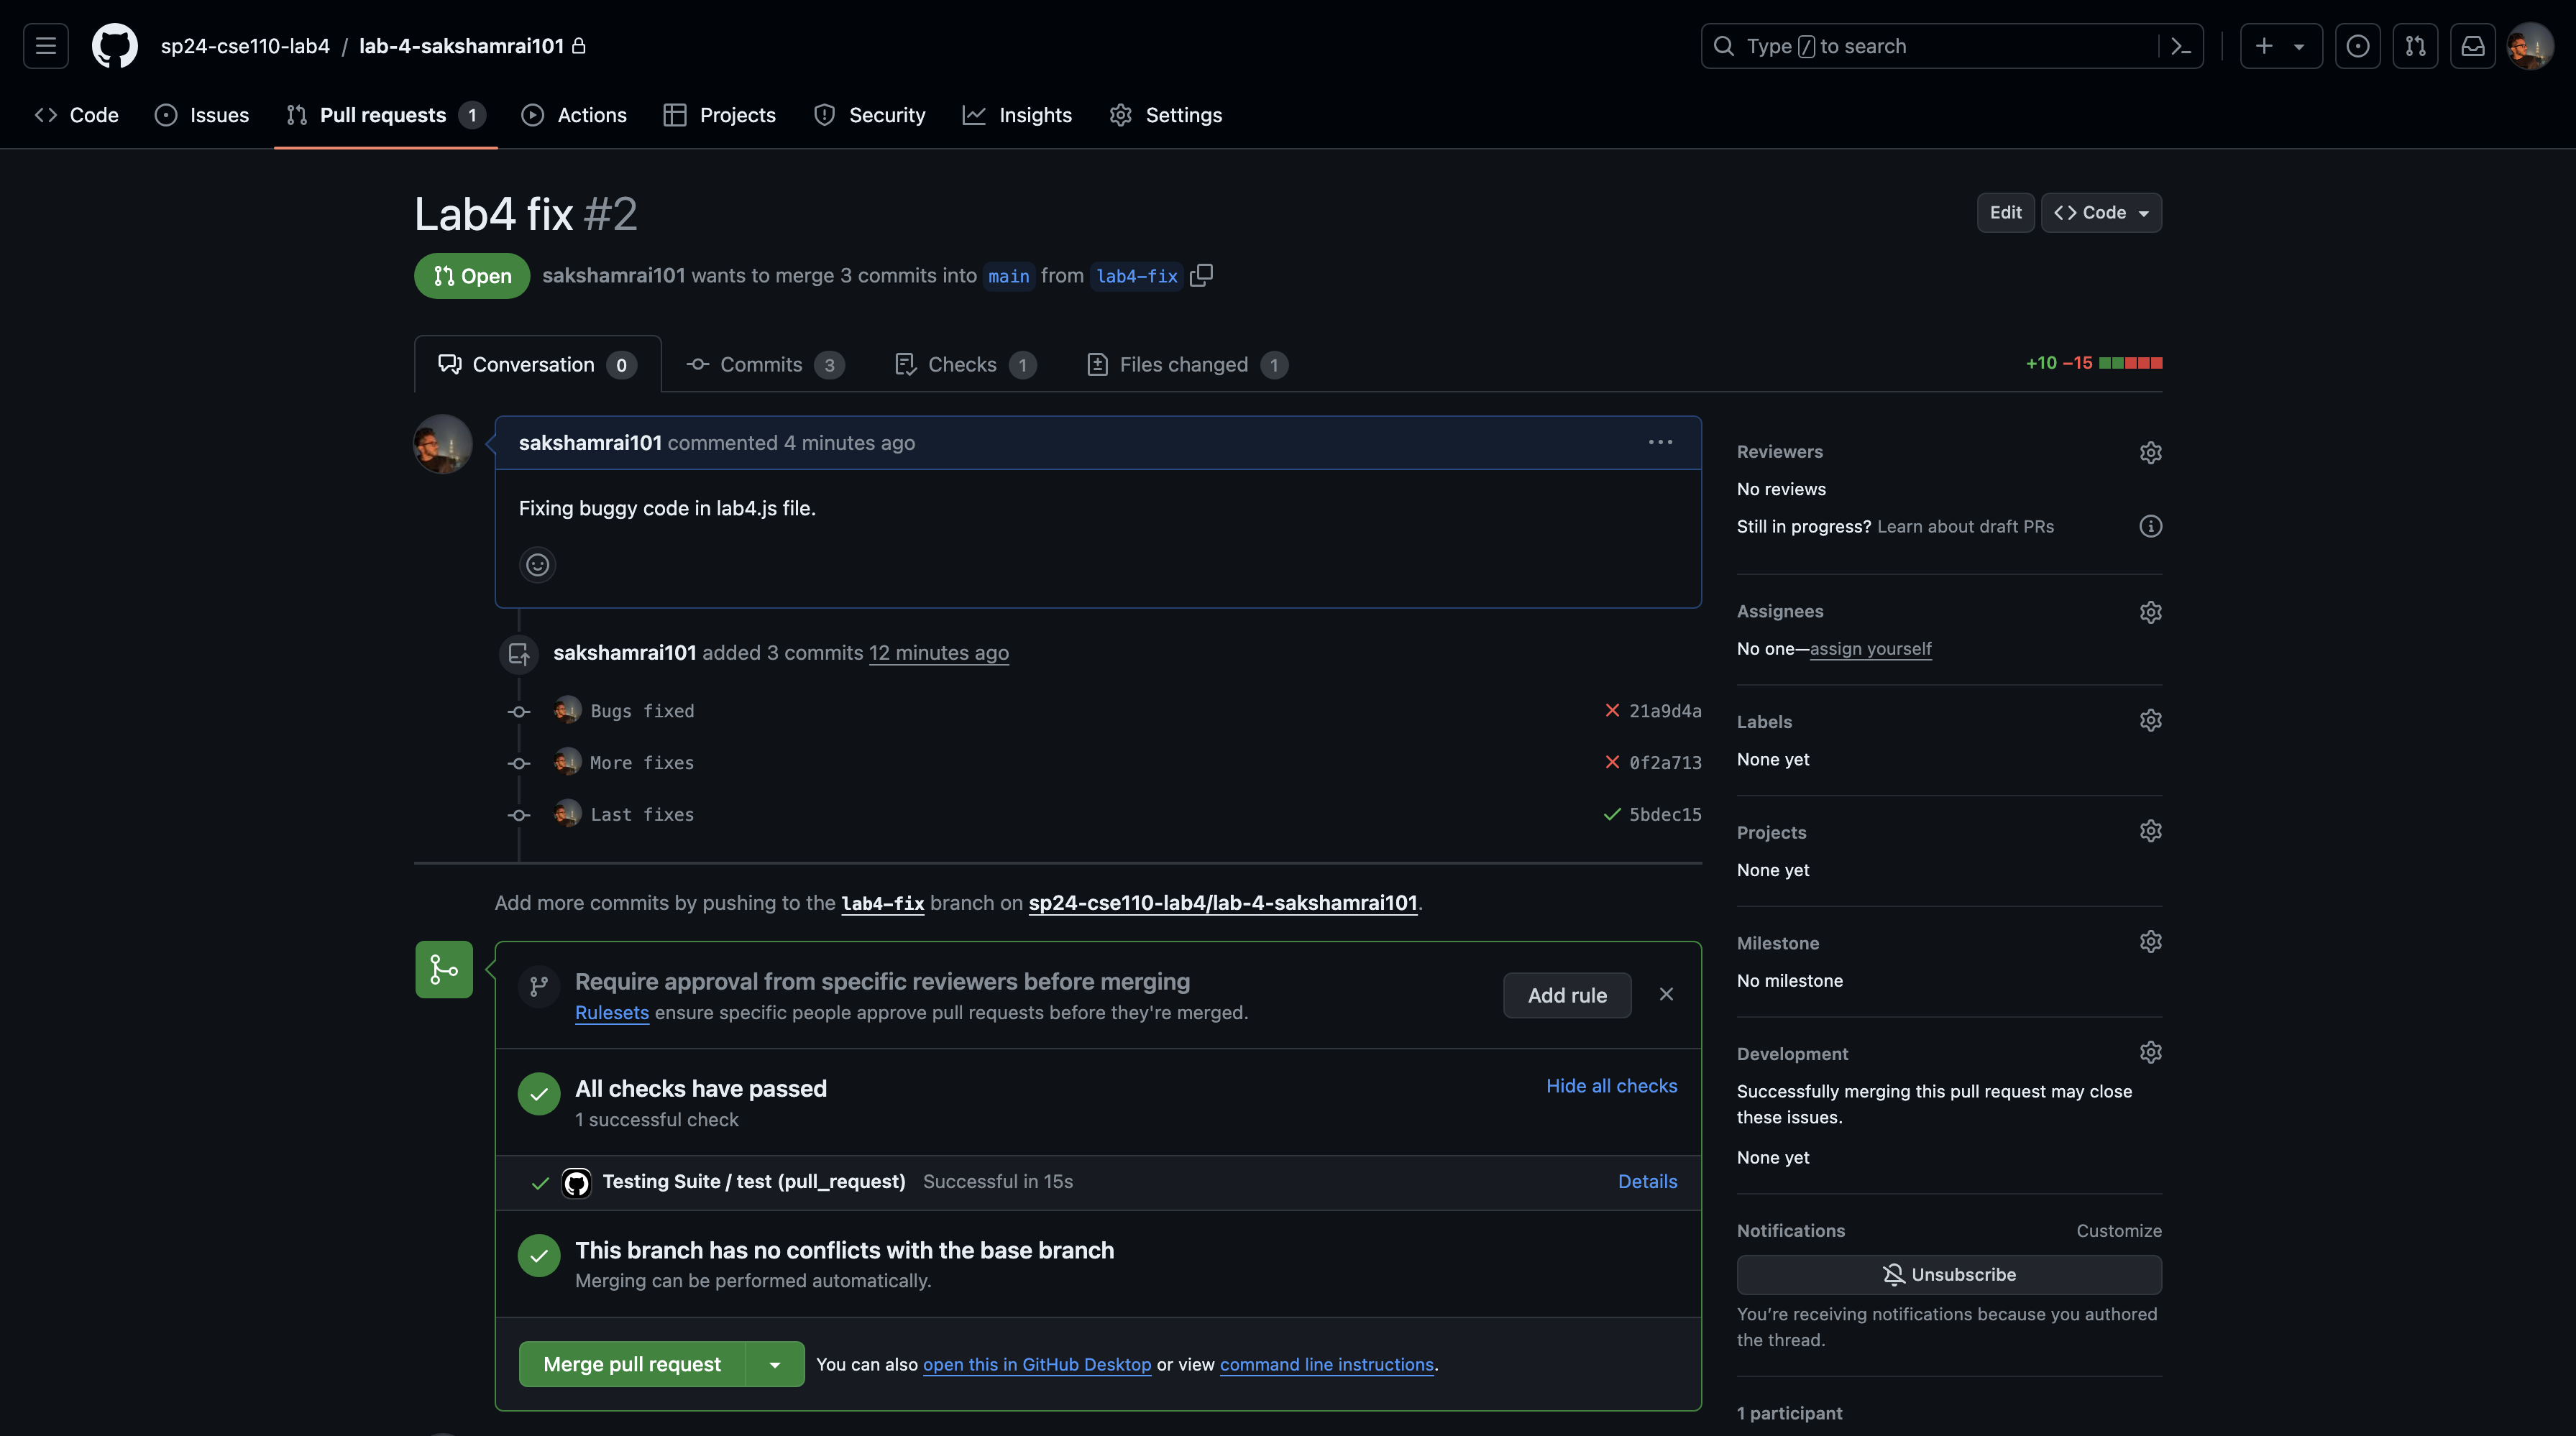 sp24-cse110-lab4 / lab-4-sakshamrai101
Type / to search
Code
Issues
Pull requests 1
Actions
Projects
Security
Insights
Settings
Lab4 fix #2
Edit
Code
Open
sakshamrai101 wants to merge 3 commits into main from lab4-fix
Conversation 0
Commits 3
Checks 1
Files changed 1
+10 −15
sakshamrai101 commented 4 minutes ago
Fixing buggy code in lab4.js file.
sakshamrai101 added 3 commits 12 minutes ago
Bugs fixed 21a9d4a
More fixes 0f2a713
Last fixes 5bdec15
Add more commits by pushing to the lab4-fix branch on sp24-cse110-lab4/lab-4-sakshamrai101.
Require approval from specific reviewers before merging
Rulesets ensure specific people approve pull requests before they're merged.
Add rule
All checks have passed
Hide all checks
1 successful check
Testing Suite / test (pull_request) Successful in 15s
Details
This branch has no conflicts with the base branch
Merging can be performed automatically.
Merge pull request
You can also open this in GitHub Desktop or view command line instructions.
Reviewers
No reviews
Still in progress? Learn about draft PRs
Assignees
No one—assign yourself
Labels
None yet
Projects
None yet
Milestone
No milestone
Development
Successfully merging this pull request may close
these issues.
None yet
Notifications
Customize
Unsubscribe
You’re receiving notifications because you authored
the thread.
1 participant